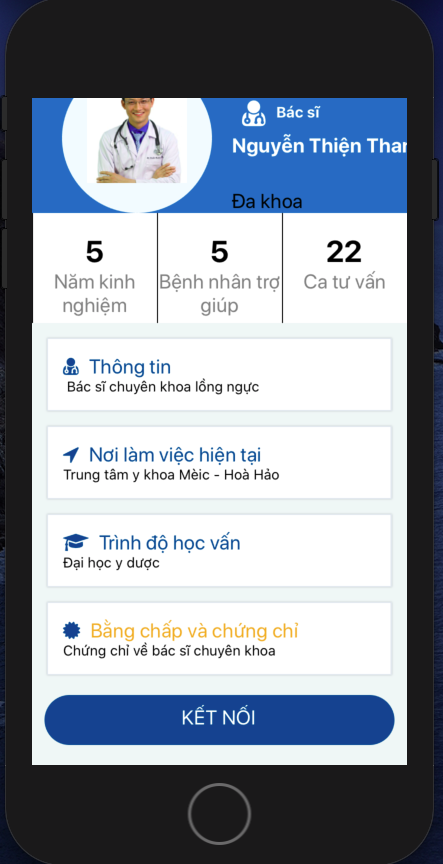 Bác sĩ
Nguyễn Thiện Than
Đa khoa
5
Năm kinh
nghiệm
5
Bệnh nhân trợ
giúp
22
Ca tư vấn
Thông tin
Bác sĩ chuyên khoa lồng ngực
Nơi làm việc hiện tại
Trung tâm y khoa Mèic - Hoà Hảo
Trình độ học vấn
Đại học y dược
Bằng chấp và chứng chỉ
Chứng chỉ về bác sĩ chuyên khoa
KẾT NỐI